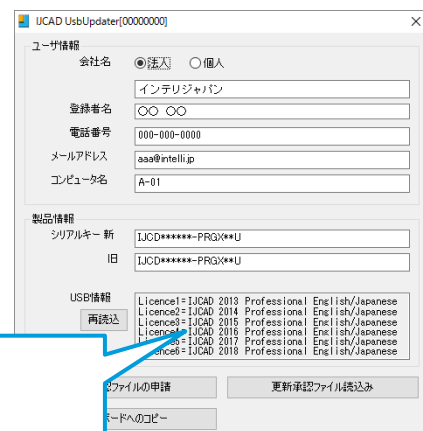 IJCAD UsbUpdater[00000000]
ユーザ情報
会社名 法人 個人
インテリジャパン
登録者名 〇〇 〇〇
電話番号 000-000-0000
メールアドレス aaa@intelli.jp
コンピュータ名 A-01
製品情報
シリアルキー 新 IJCD******-PRGX**U
旧 IJCD******-PRGX**U
USB情報
再読込
Licence1=IJCAD 2013 Professional English/Japanese
Licence2=IJCAD 2014 Professional English/Japanese
Licence3=IJCAD 2015 Professional English/Japanese
Licence4=IJCAD 2016 Professional English/Japanese
Licence5=IJCAD 2017 Professional English/Japanese
Licence6=IJCAD 2018 Professional English/Japanese
ファイルの申請 更新承認ファイル読込み
ボードへのコピー